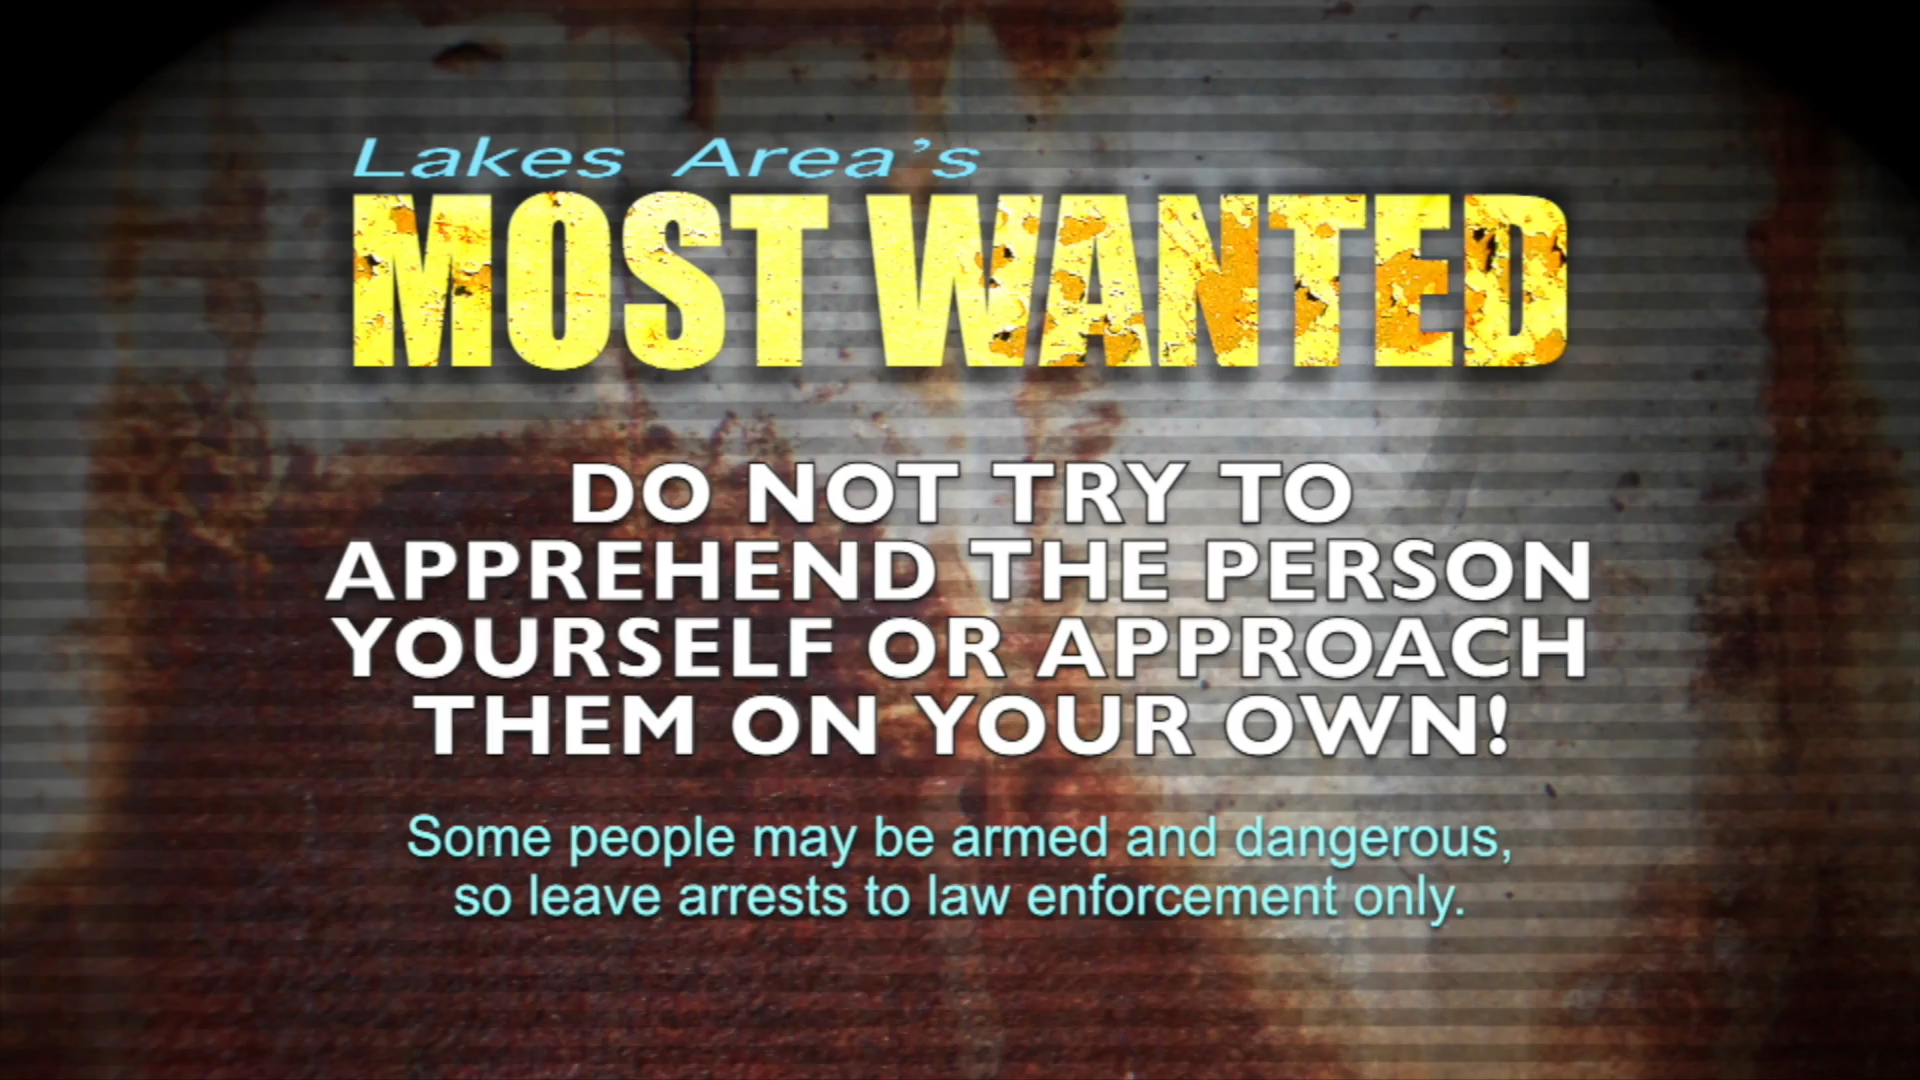 Lakes Area's
MOST WANTED
DO NOT TRY TO
APPREHEND THE PERSON
YOURSELF OR APPROACH
THEM ON YOUR OWN!
Some people may be armed and dangerous,
so leave arrests to law enforcement only.